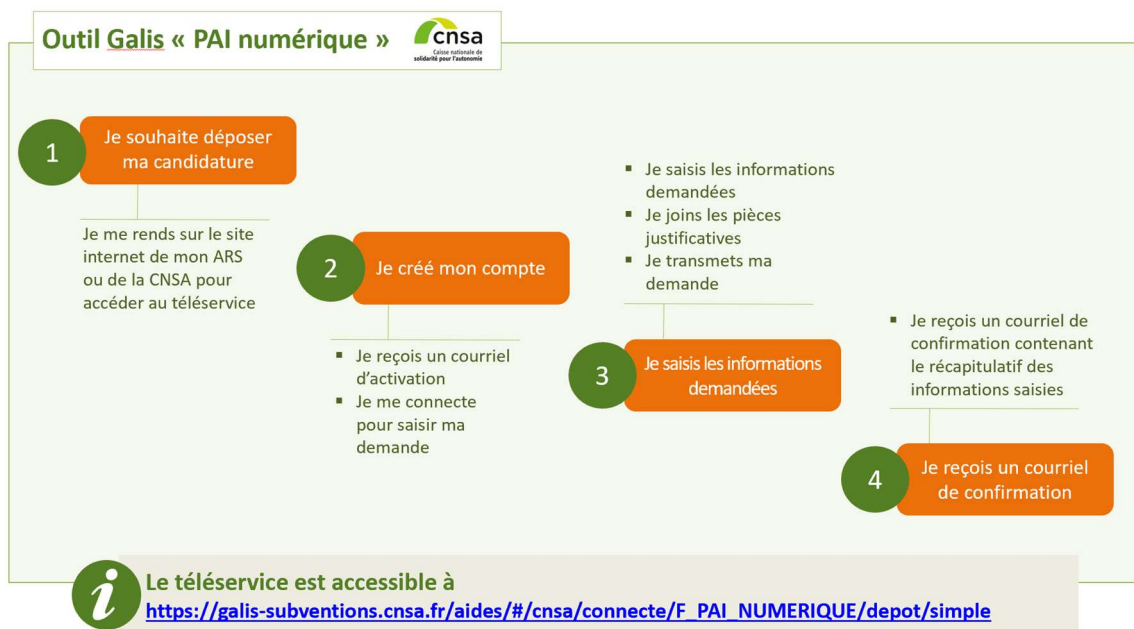 Outil Galis « PAI numérique »
cnsa
Caisse nationale de
solidarité pour l'autonomie
1
Je souhaite déposer
ma candidature
Je me rends sur le site
internet de mon ARS
ou de la CNSA pour
accéder au téléservice
2
Je créé mon compte
▪ Je reçois un courriel
d'activation
▪ Je me connecte
pour saisir ma
demande
▪ Je saisis les informations
demandées
▪ Je joins les pièces
justificatives
▪ Je transmets ma
demande
3
Je saisis les informations
demandées
▪ Je reçois un courriel de
confirmation contenant
le récapitulatif des
informations saisies
4
Je reçois un courriel
de confirmation
i
Le téléservice est accessible à
https://galis-subventions.cnsa.fr/aides/#/cnsa/connecte/F_PAI_NUMERIQUE/depot/simple